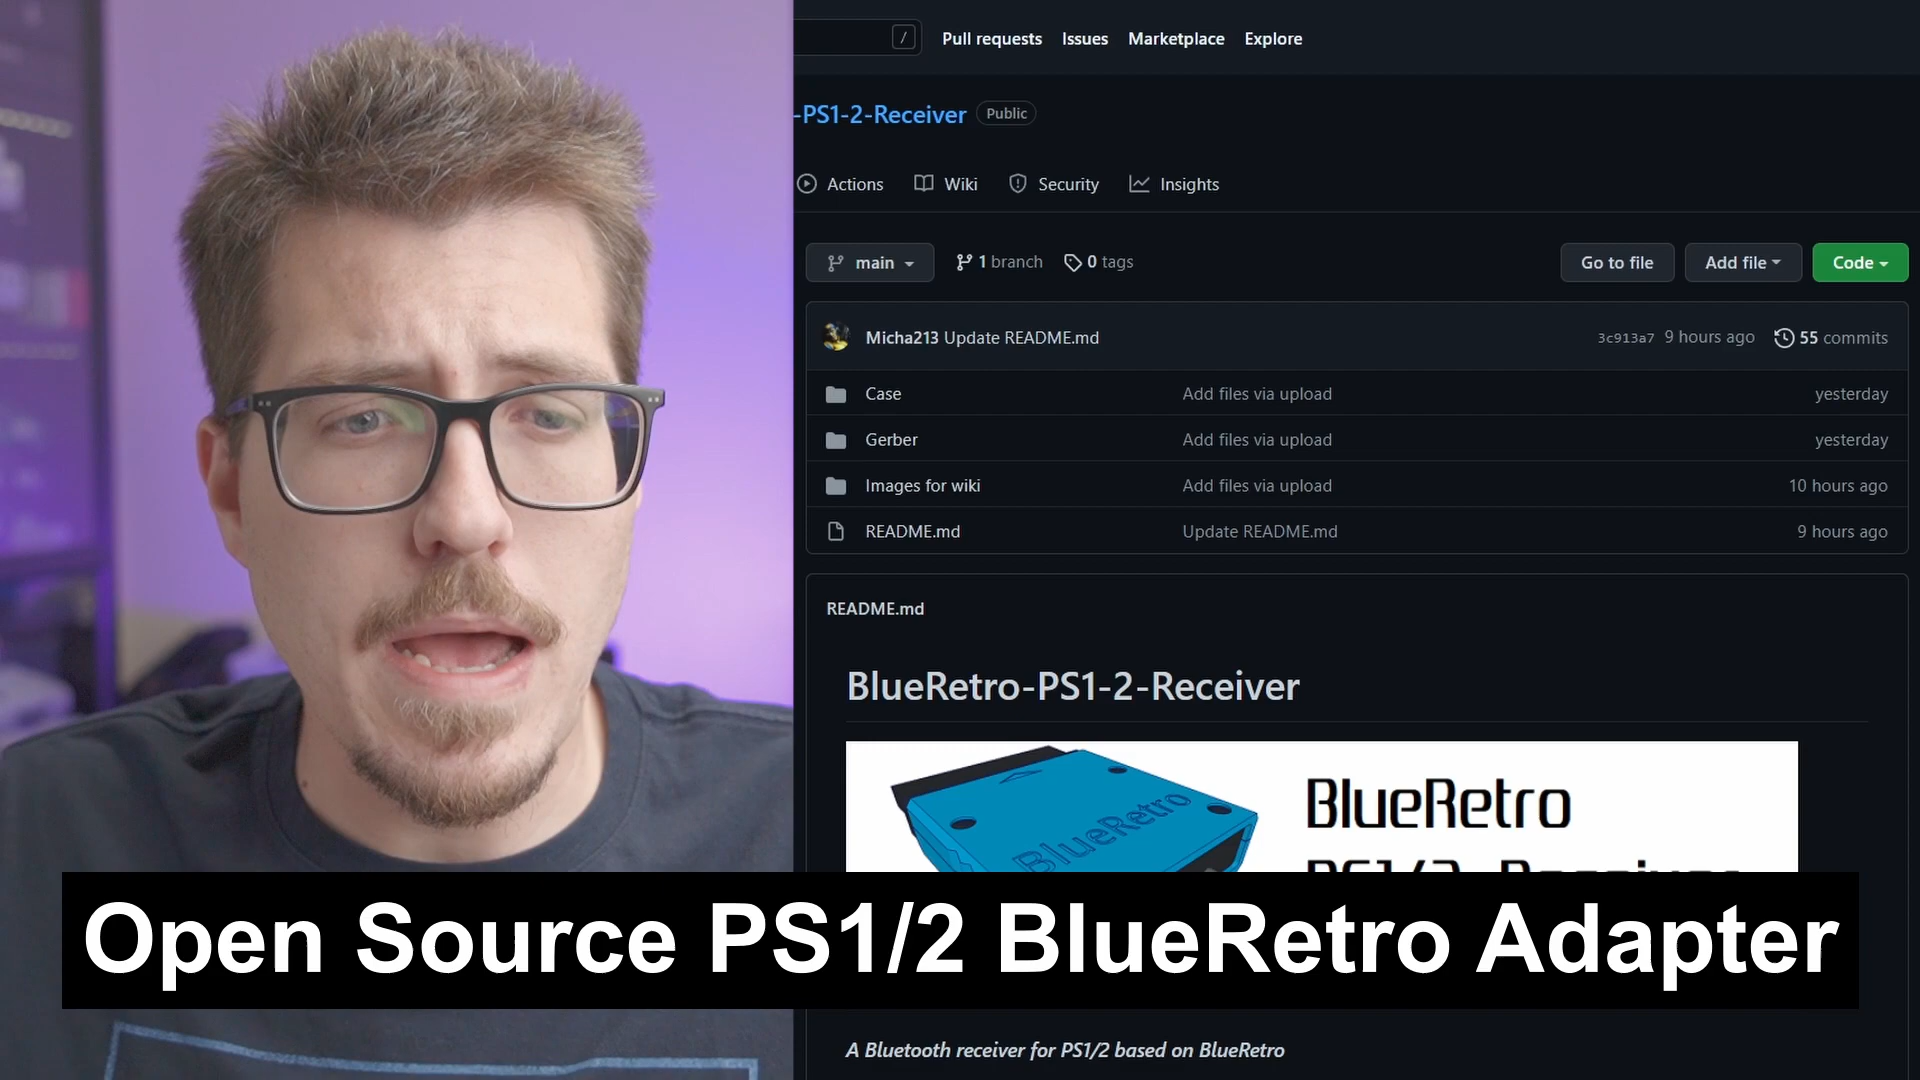 /
Pull requests Issues Marketplace Explore
-PS1-2-Receiver Public
Actions Wiki Security Insights
main 1 branch 0 tags Go to file Add file Code
Micha213 Update README.md 3c913a7 9 hours ago 55 commits
Case Add files via upload yesterday
Gerber Add files via upload yesterday
Images for wiki Add files via upload 10 hours ago
README.md Update README.md 9 hours ago
README.md
BlueRetro-PS1-2-Receiver
BlueRetro
BlueRetro
Open Source PS1/2 BlueRetro Adapter
A Bluetooth receiver for PS1/2 based on BlueRetro